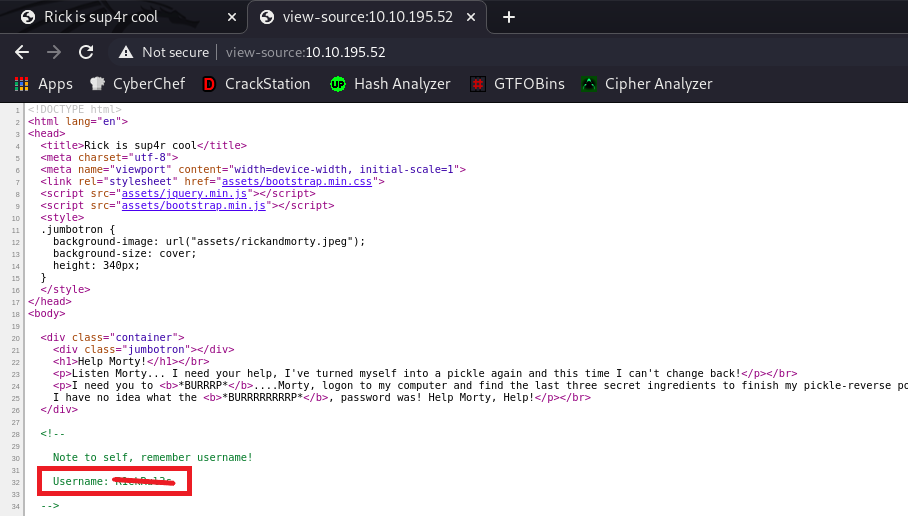 Rick is sup4r cool
view-source:10.10.195.52
Not secure
view-source:10.10.195.52
Apps
CyberChef
CrackStation
Hash Analyzer
GTFOBins
Cipher Analyzer
1 <!DOCTYPE html>
2 <html lang="en">
3 <head>
4 <title>Rick is sup4r cool</title>
5 <meta charset="utf-8">
6 <meta name="viewport" content="width=device-width, initial-scale=1">
7 <link rel="stylesheet" href="assets/bootstrap.min.css">
8 <script src="assets/jquery.min.js"></script>
9 <script src="assets/bootstrap.min.js"></script>
10 <style>
11 .jumbotron {
12 background-image: url("assets/rickandmorty.jpeg");
13 background-size: cover;
14 height: 340px;
15 }
16 </style>
17 </head>
18 <body>
19
20 <div class="container">
21 <div class="jumbotron"></div>
22 <h1>Help Morty!</h1></br>
23 <p>Listen Morty... I need your help, I've turned myself into a pickle again and this time I can't change back!</p></br>
24 <p>I need you to <b>*BURRRP*</b>....Morty, logon to my computer and find the last three secret ingredients to finish my pickle-reverse po
25 I have no idea what the <b>*BURRRRRRRRP*</b>, password was! Help Morty, Help!</p></br>
26 </div>
27
28 <!--
29
30 Note to self, remember username!
31
32 Username:
33
34 -->